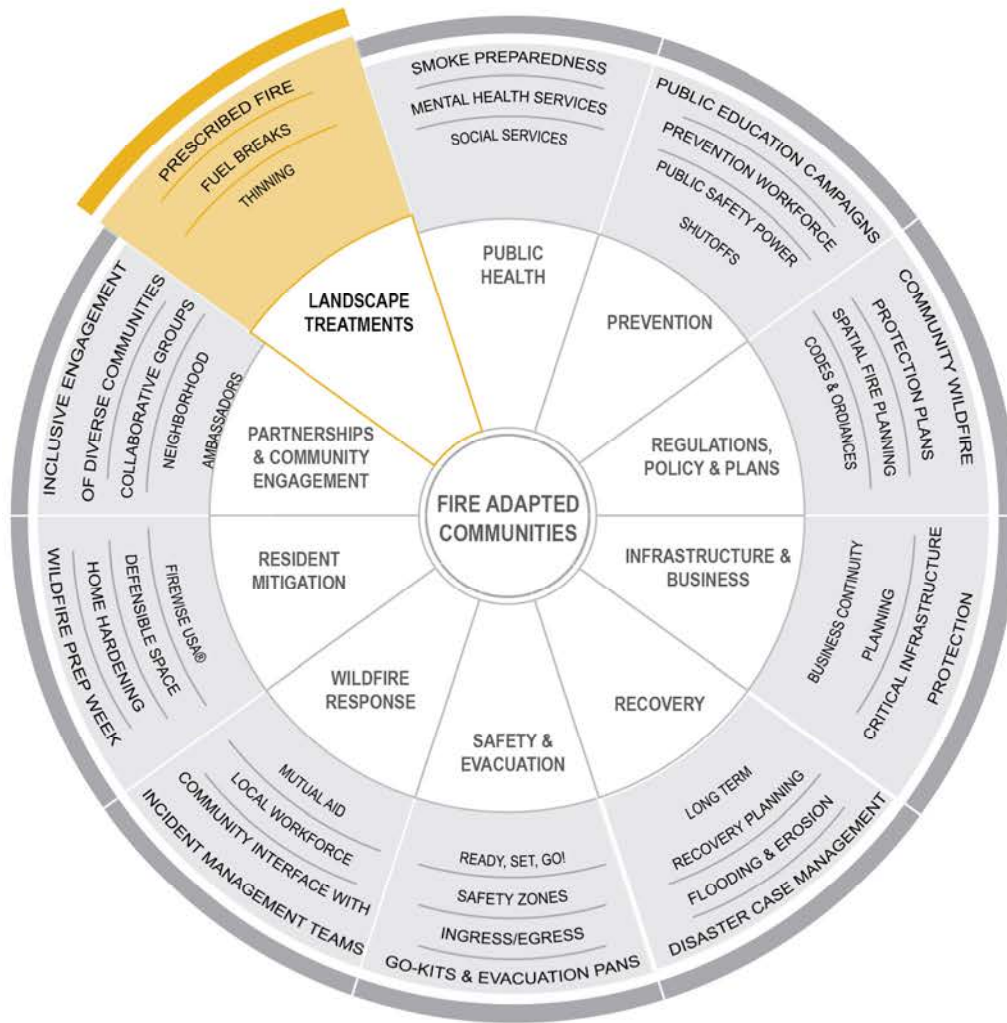 FIRE ADAPTED
COMMUNITIES
LANDSCAPE
TREATMENTS
PRESCRIBED FIRE
FUEL BREAKS
THINNING
PUBLIC
HEALTH
SMOKE PREPAREDNESS
MENTAL HEALTH SERVICES
SOCIAL SERVICES
PREVENTION
PUBLIC EDUCATION CAMPAIGNS
PREVENTION WORKFORCE
PUBLIC SAFETY POWER
SHUTOFFS
REGULATIONS,
POLICY & PLANS
COMMUNITY WILDFIRE
PROTECTION PLANS
SPATIAL FIRE PLANNING
CODES & ORDIANCES
INFRASTRUCTURE &
BUSINESS
BUSINESS CONTINUITY
PLANNING
CRITICAL INFRASTRUCTURE
PROTECTION
RECOVERY
LONG TERM
RECOVERY PLANNING
FLOODING & EROSION
DISASTER CASE MANAGEMENT
SAFETY &
EVACUATION
READY, SET, GO!
SAFETY ZONES
INGRESS/EGRESS
GO-KITS & EVACUATION PANS
WILDFIRE
RESPONSE
MUTUAL AID
LOCAL WORKFORCE
COMMUNITY INTERFACE WITH
INCIDENT MANAGEMENT TEAMS
RESIDENT
MITIGATION
FIREWISE USA®
DEFENSIBLE SPACE
HOME HARDENING
WILDFIRE PREP WEEK
PARTNERSHIPS
& COMMUNITY
ENGAGEMENT
INCLUSIVE ENGAGEMENT
OF DIVERSE COMMUNITIES
COLLABORATIVE GROUPS
NEIGHBORHOOD
AMBASSADORS